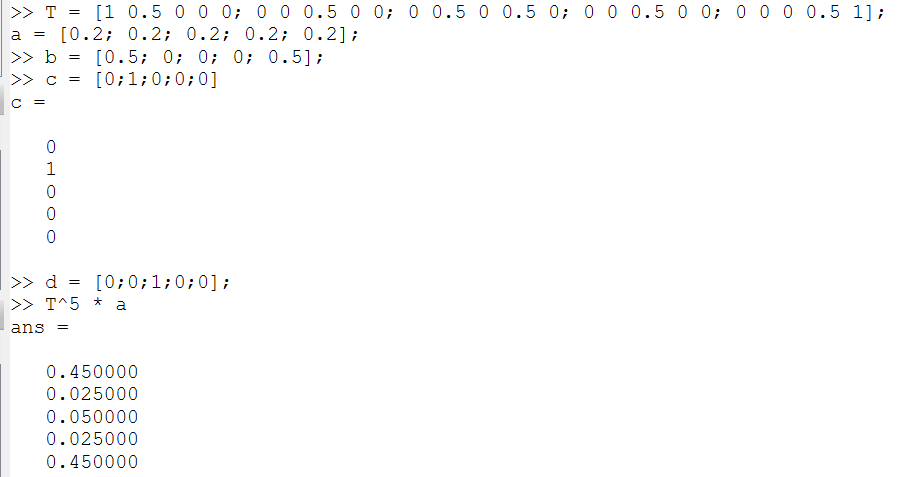 >> T = [1 0.5 0 0 0; 0 0 0.5 0 0; 0 0.5 0 0.5 0; 0 0 0.5 0 0; 0 0 0 0.5 1];
a = [0.2; 0.2; 0.2; 0.2; 0.2];
>> b = [0.5; 0; 0; 0; 0.5];
>> c = [0;1;0;0;0]
c =
0
1
0
0
0
>> d = [0;0;1;0;0];
>> T^5 * a
ans =
0.450000
0.025000
0.050000
0.025000
0.450000